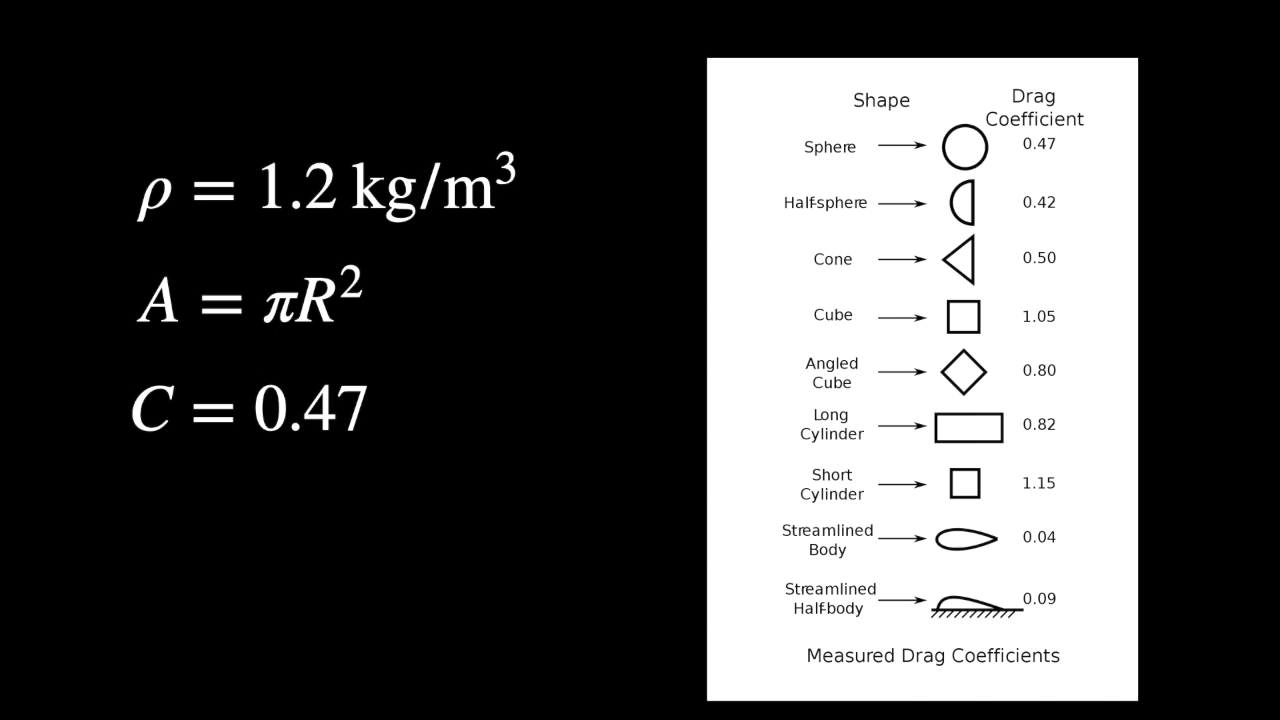 ρ = 1.2 kg/m³
A = πR²
C = 0.47
Shape
Drag
Coefficient
Sphere 0.47
Half-sphere 0.42
Cone 0.50
Cube 1.05
Angled
Cube
0.80
Long
Cylinder
0.82
Short
Cylinder
1.15
Streamlined
Body
0.04
Streamlined
Half-body
0.09
Measured Drag Coefficients